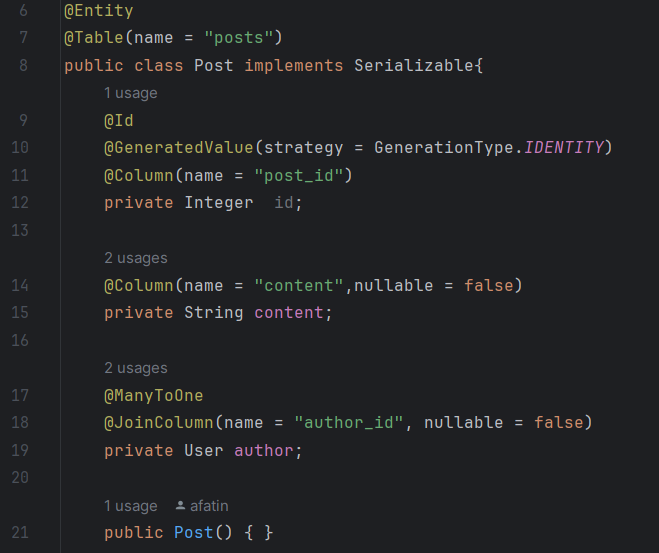 6 @Entity
7 @Table(name = "posts")
8 public class Post implements Serializable{
1 usage
9 @Id
10 @GeneratedValue(strategy = GenerationType.IDENTITY)
11 @Column(name = "post_id")
12 private Integer  id;
13
2 usages
14 @Column(name = "content",nullable = false)
15 private String content;
16
2 usages
17 @ManyToOne
18 @JoinColumn(name = "author_id", nullable = false)
19 private User author;
20
1 usage afatin
21 public Post() { }